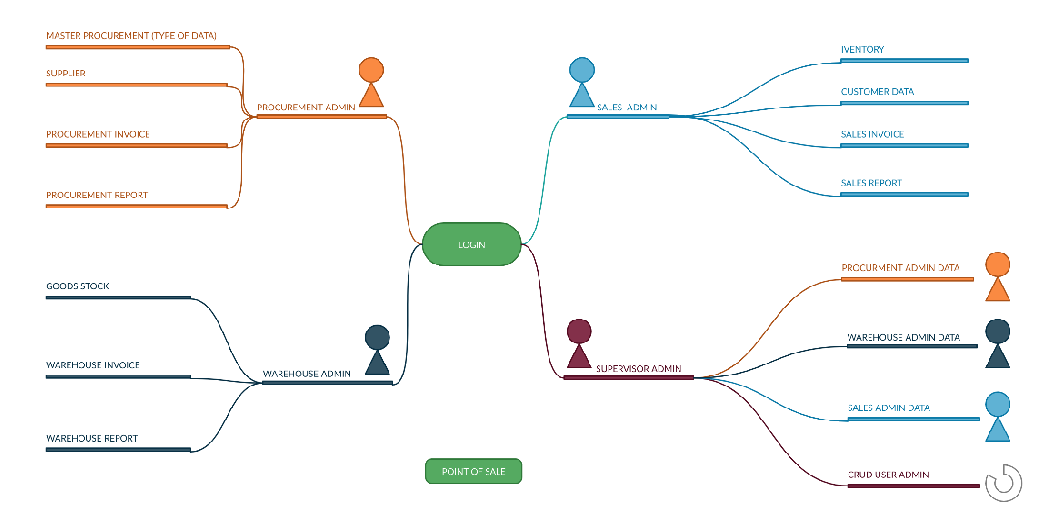 MASTER PROCUREMENT (TYPE OF DATA)
SUPPLIER
PROCUREMENT INVOICE
PROCUREMENT REPORT
PROCUREMENT ADMIN
SALES ADMIN
IVENTORY
CUSTOMER DATA
SALES INVOICE
SALES REPORT
LOGIN
GOODS STOCK
WAREHOUSE INVOICE
WAREHOUSE REPORT
WAREHOUSE ADMIN
SUPERVISOR ADMIN
PROCURMENT ADMIN DATA
WAREHOUSE ADMIN DATA
SALES ADMIN DATA
CRUD USER ADMIN
POINT OF SALE